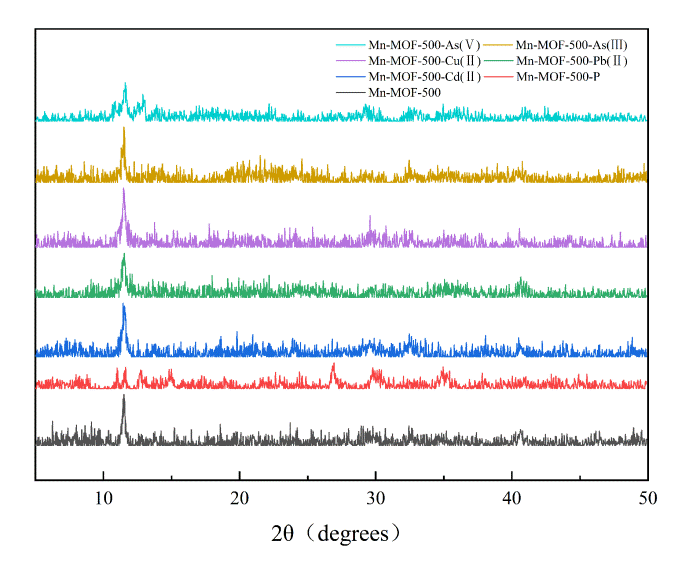 Mn-MOF-500-As(Ⅴ) Mn-MOF-500-As(Ⅲ)
Mn-MOF-500-Cu(Ⅱ) Mn-MOF-500-Pb(Ⅱ)
Mn-MOF-500-Cd(Ⅱ) Mn-MOF-500-P
Mn-MOF-500
10 20 30 40 50
2θ（degrees）